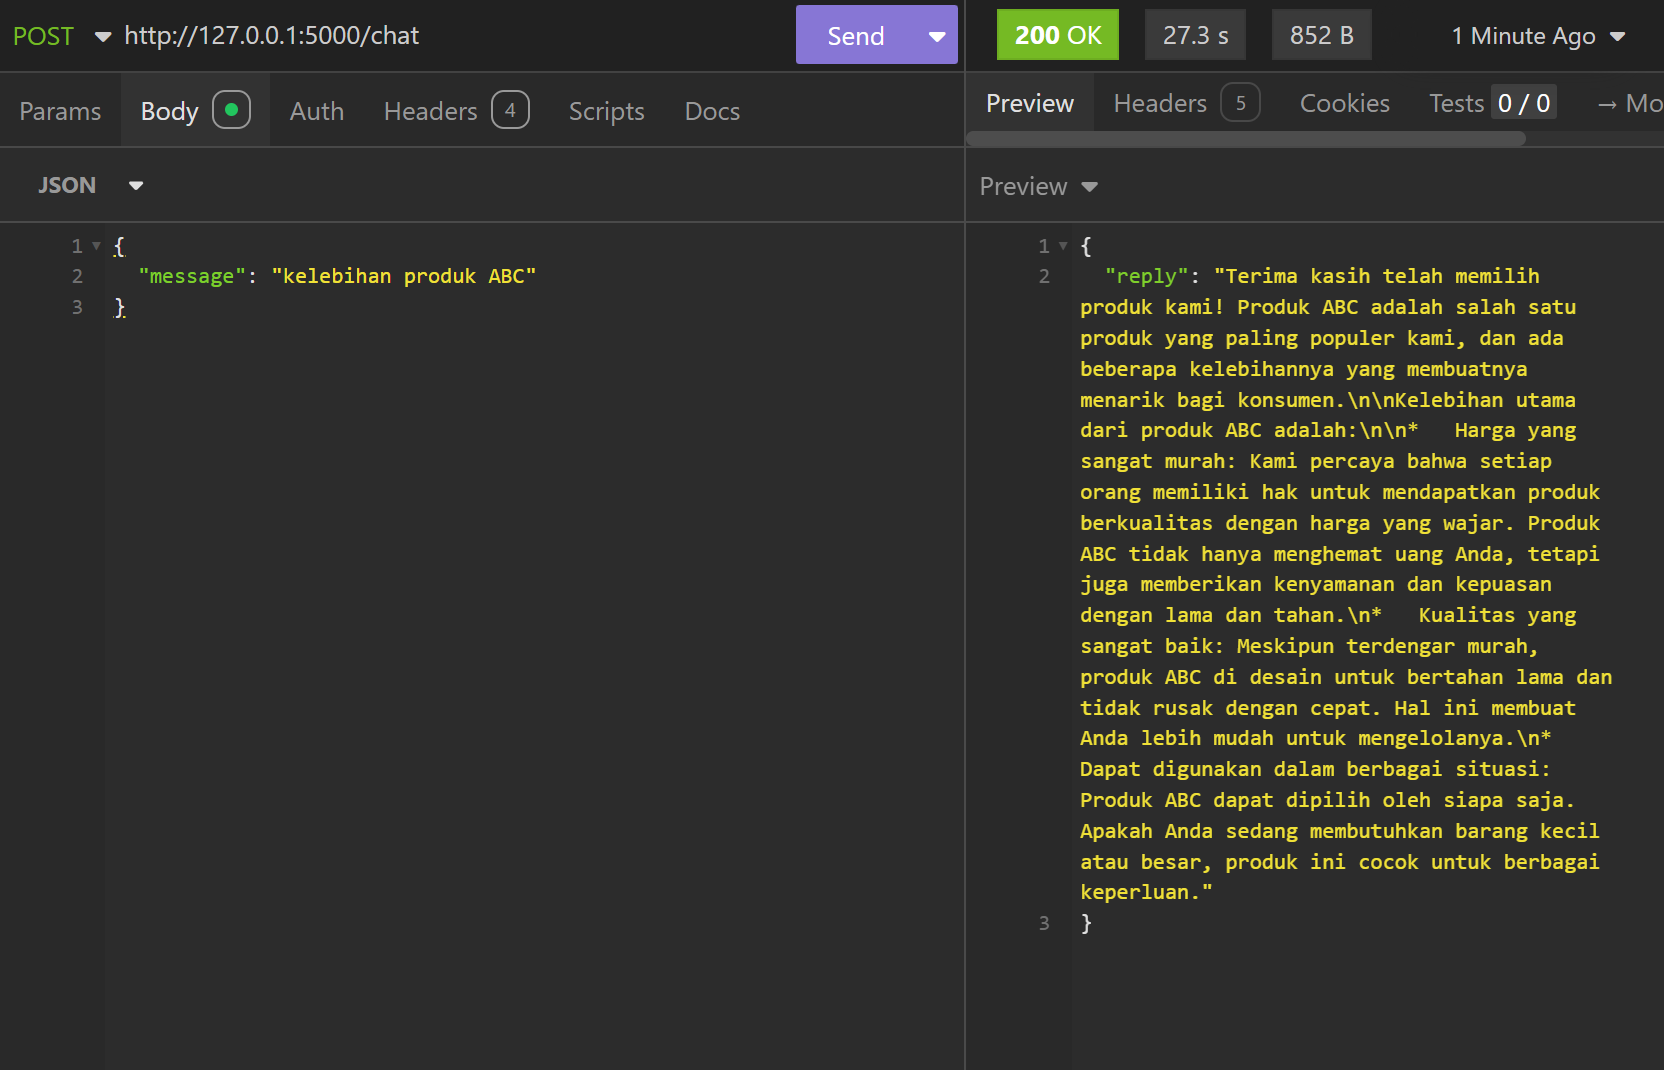 POST http://127.0.0.1:5000/chat Send
Params Body Auth Headers 4 Scripts Docs
JSON
1 {
2 "message": "kelebihan produk ABC"
3 }
200 OK 27.3 s 852 B 1 Minute Ago
Preview Headers 5 Cookies Tests 0 / 0 → Mo
Preview
1 {
2 "reply": "Terima kasih telah memilih
produk kami! Produk ABC adalah salah satu
produk yang paling populer kami, dan ada
beberapa kelebihannya yang membuatnya
menarik bagi konsumen.\n\nKelebihan utama
dari produk ABC adalah:\n\n*   Harga yang
sangat murah: Kami percaya bahwa setiap
orang memiliki hak untuk mendapatkan produk
berkualitas dengan harga yang wajar. Produk
ABC tidak hanya menghemat uang Anda, tetapi
juga memberikan kenyamanan dan kepuasan
dengan lama dan tahan.\n*   Kualitas yang
sangat baik: Meskipun terdengar murah,
produk ABC di desain untuk bertahan lama dan
tidak rusak dengan cepat. Hal ini membuat
Anda lebih mudah untuk mengelolanya.\n*
Dapat digunakan dalam berbagai situasi:
Produk ABC dapat dipilih oleh siapa saja.
Apakah Anda sedang membutuhkan barang kecil
atau besar, produk ini cocok untuk berbagai
keperluan."
3 }